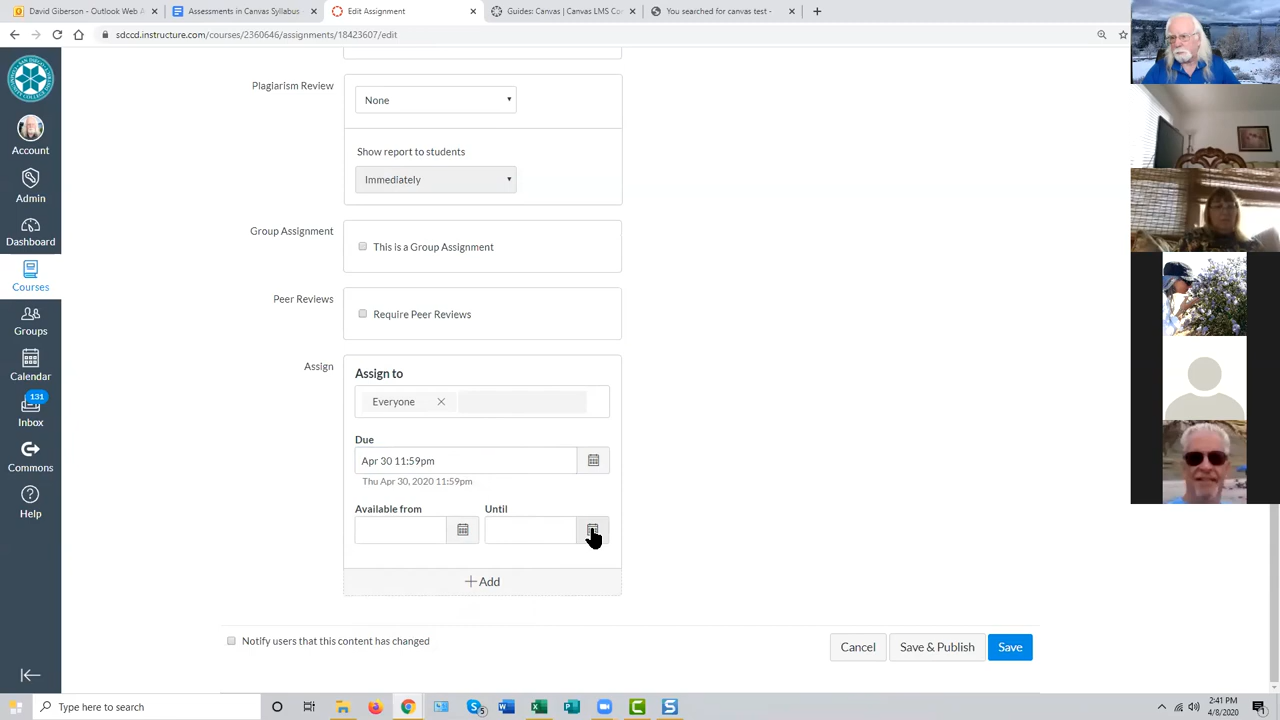 David Giberson - Outlook Web A
Assessments in Canvas Syllabus -
Edit Assignment
Guides: Canvas | Canvas LMS Co
You searched for canvas test -
sdccd.instructure.com/courses/2360646/assignments/18423607/edit
Account
Admin
Dashboard
Courses
Groups
Calendar
131
Inbox
Commons
Help
Plagiarism Review
None
Show report to students
Immediately
Group Assignment
This is a Group Assignment
Peer Reviews
Require Peer Reviews
Assign
Assign to
Everyone
Due
Apr 30 11:59pm
Thu Apr 30, 2020 11:59pm
Available from
Until
Add
Notify users that this content has changed
Cancel
Save & Publish
Save
Type here to search
5
2:41 PM
4/8/2020
1